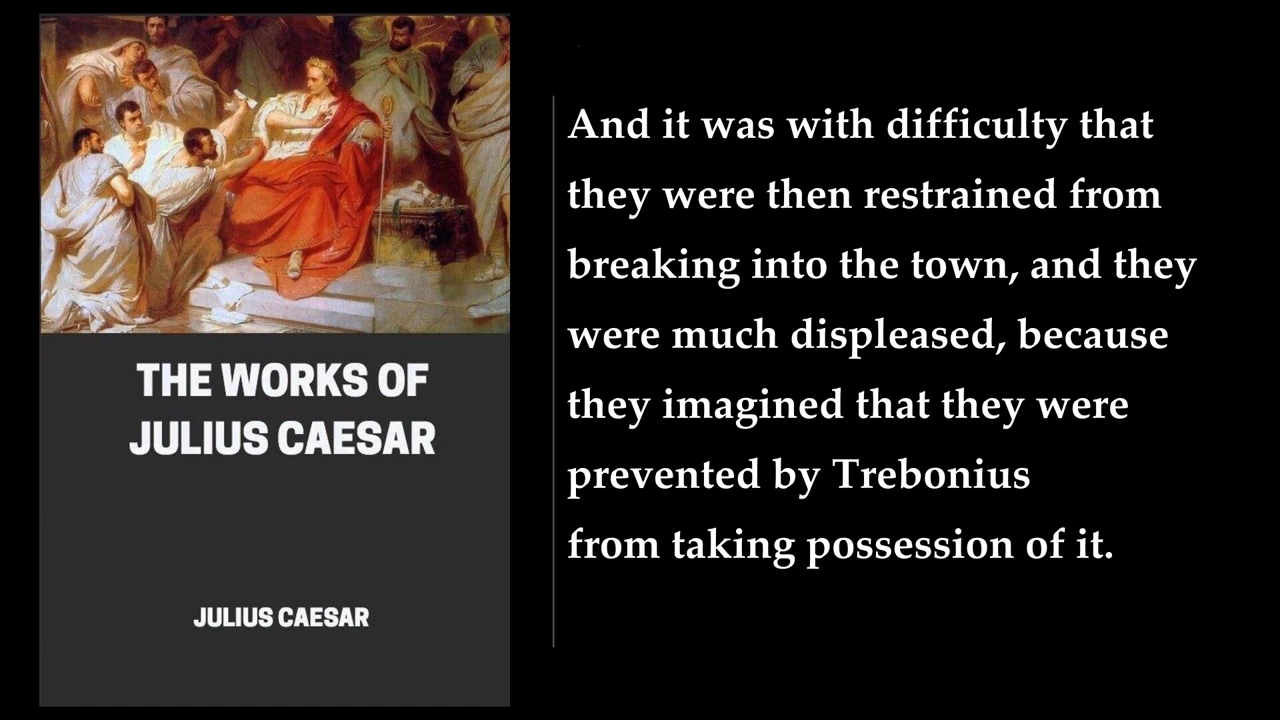 THE WORKS OF
JULIUS CAESAR
JULIUS CAESAR
And it was with difficulty that
they were then restrained from
breaking into the town, and they
were much displeased, because
they imagined that they were
prevented by Trebonius
from taking possession of it.